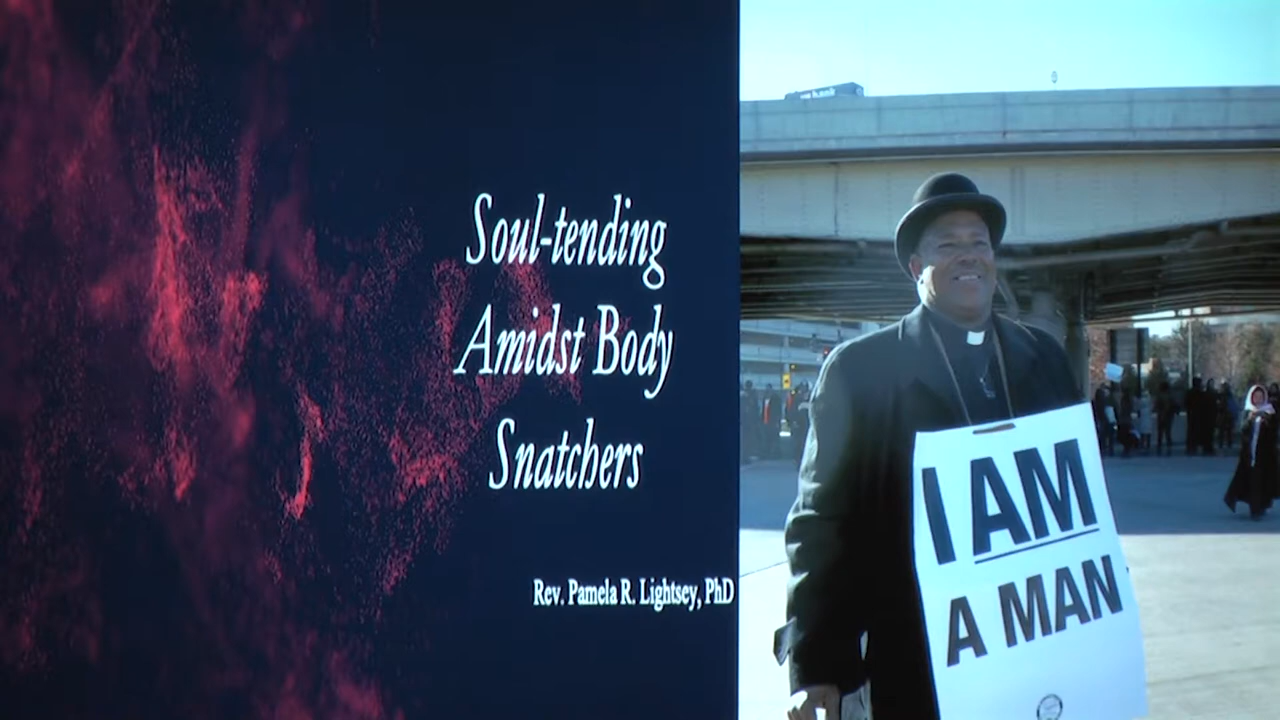 Soul-tending
Amidst Body
Snatchers
Rev. Pamela R. Lightsey, PhD
I AM
A MAN